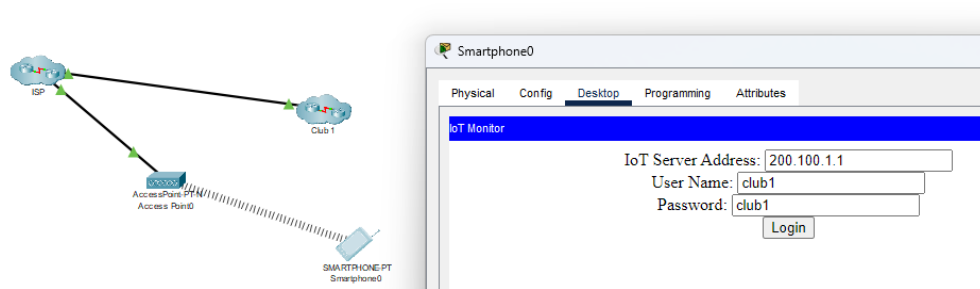 ISP
Club 1
AccessPoint-PT-N
Access Point0
SMARTPHONE-PT
Smartphone0
Smartphone0
Physical Config Desktop Programming Attributes
IoT Monitor
IoT Server Address: 200.100.1.1
User Name: club1
Password: club1
Login